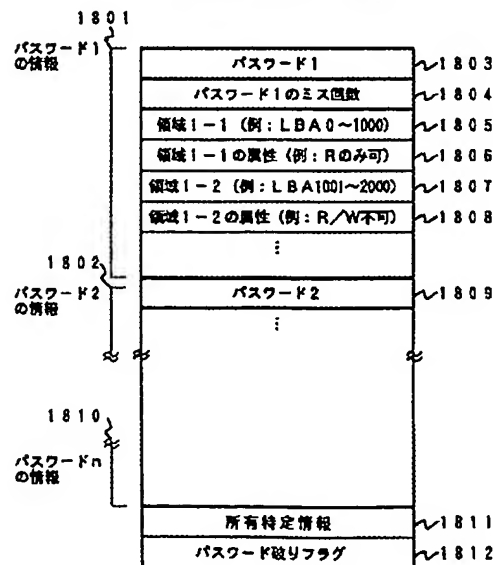 1801
パスワード1
の情報
パスワード1
1803
パスワード1のミス回数
1804
領域1-1 (例:LBA0~1000)
1805
領域1-1の属性 (例:Rのみ可)
1806
領域1-2 (例:LBA1001~2000)
1807
領域1-2の属性 (例:R/W不可)
1808
⋮
1802
パスワード2
の情報
パスワード2
1809
⋮
1810
パスワードn
の情報
所有特定情報
1811
パスワード破りフラグ
1812